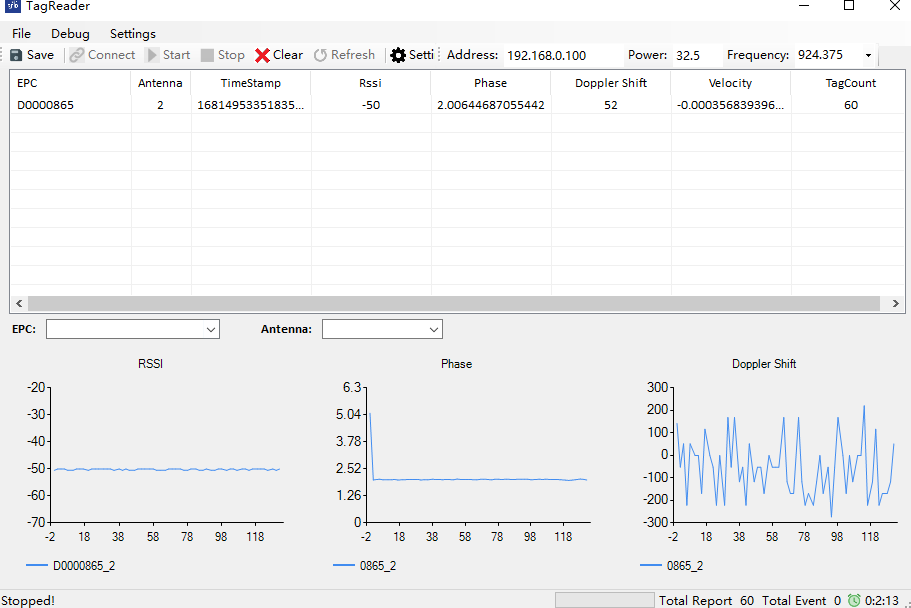 TagReader
File Debug Settings
Save Connect Start Stop Clear Refresh Setti Address: 192.168.0.100 Power: 32.5 Frequency: 924.375
EPC Antenna TimeStamp Rssi Phase Doppler Shift Velocity TagCount
D0000865 2 16814953351835... -50 2.00644687055442 52 -0.000356839396... 60
EPC: Antenna:
RSSI
-20
-30
-40
-50
-60
-70
-2 18 38 58 78 98 118
D0000865_2
Phase
6.3
5.04
3.78
2.52
1.26
0
-2 18 38 58 78 98 118
0865_2
Doppler Shift
300
200
100
0
-100
-200
-300
-2 18 38 58 78 98 118
0865_2
Stopped! Total Report 60 Total Event 0 0:2:13